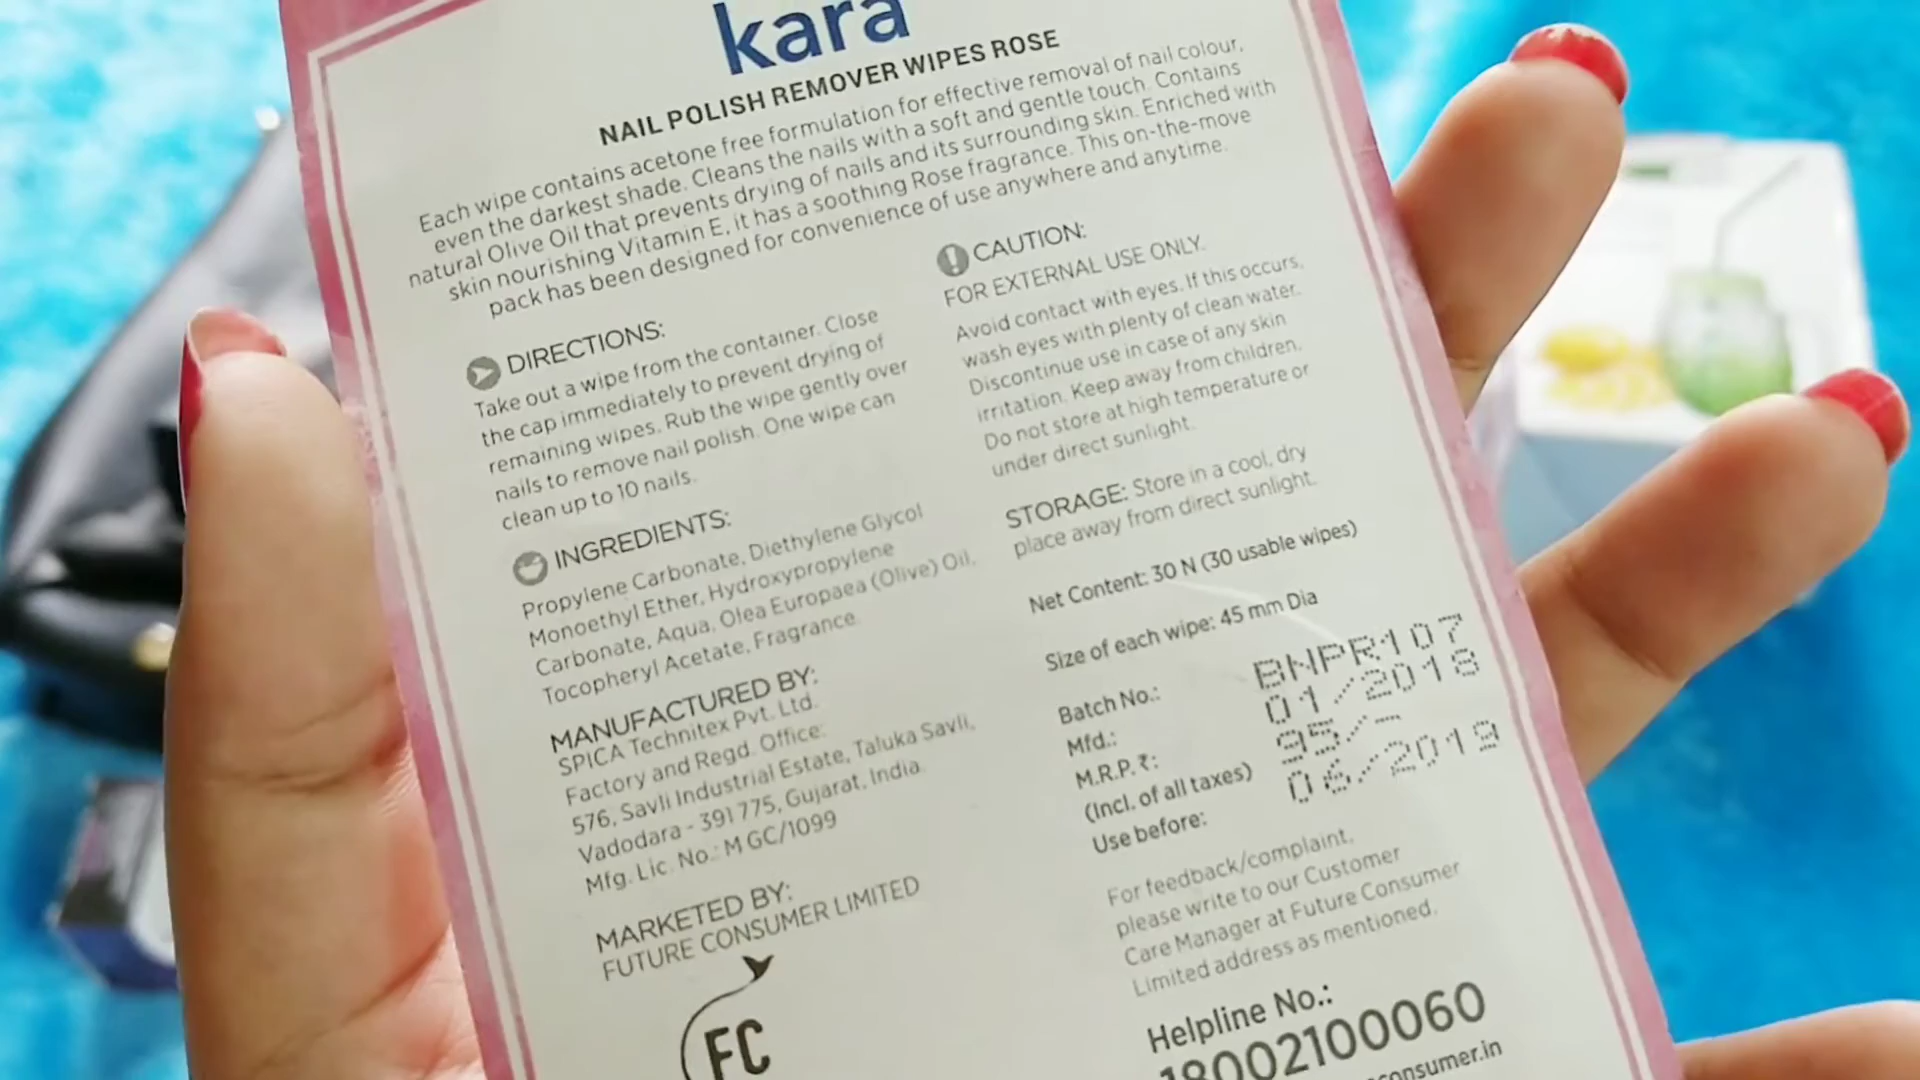 kara
NAIL POLISH REMOVER WIPES ROSE
Each wipe contains acetone free formulation for effective removal of nail colour,
even the darkest shade. Cleans the nails with a soft and gentle touch. Contains
natural Olive Oil that prevents drying of nails and its surrounding skin. Enriched with
skin nourishing Vitamin E, it has a soothing Rose fragrance. This on-the-move
pack has been designed for convenience of use anywhere and anytime.
DIRECTIONS:
Take out a wipe from the container. Close
the cap immediately to prevent drying of
remaining wipes. Rub the wipe gently over
nails to remove nail polish. One wipe can
clean up to 10 nails.
INGREDIENTS:
Propylene Carbonate, Diethylene Glycol
Monoethyl Ether, Hydroxypropylene
Carbonate, Aqua, Olea Europaea (Olive) Oil,
Tocopheryl Acetate, Fragrance.
MANUFACTURED BY:
SPICA Technitex Pvt. Ltd.
Factory and Regd. Office:
576, Savli Industrial Estate, Taluka Savli,
Vadodara - 391 775, Gujarat, India.
Mfg. Lic. No.: M GC/1099
MARKETED BY:
FUTURE CONSUMER LIMITED
FC
CAUTION:
FOR EXTERNAL USE ONLY.
Avoid contact with eyes. If this occurs,
wash eyes with plenty of clean water.
Discontinue use in case of any skin
irritation. Keep away from children.
Do not store at high temperature or
under direct sunlight.
STORAGE: Store in a cool, dry
place away from direct sunlight.
Net Content: 30 N (30 usable wipes)
Size of each wipe: 45 mm Dia
Batch No.: BNPR107
Mfd.: 01/2018
M.R.P. ₹: 95/-
(Incl. of all taxes)
Use before: 06/2019
For feedback/complaint,
please write to our Customer
Care Manager at Future Consumer
Limited address as mentioned.
Helpline No.:
18002100060
consumer.in